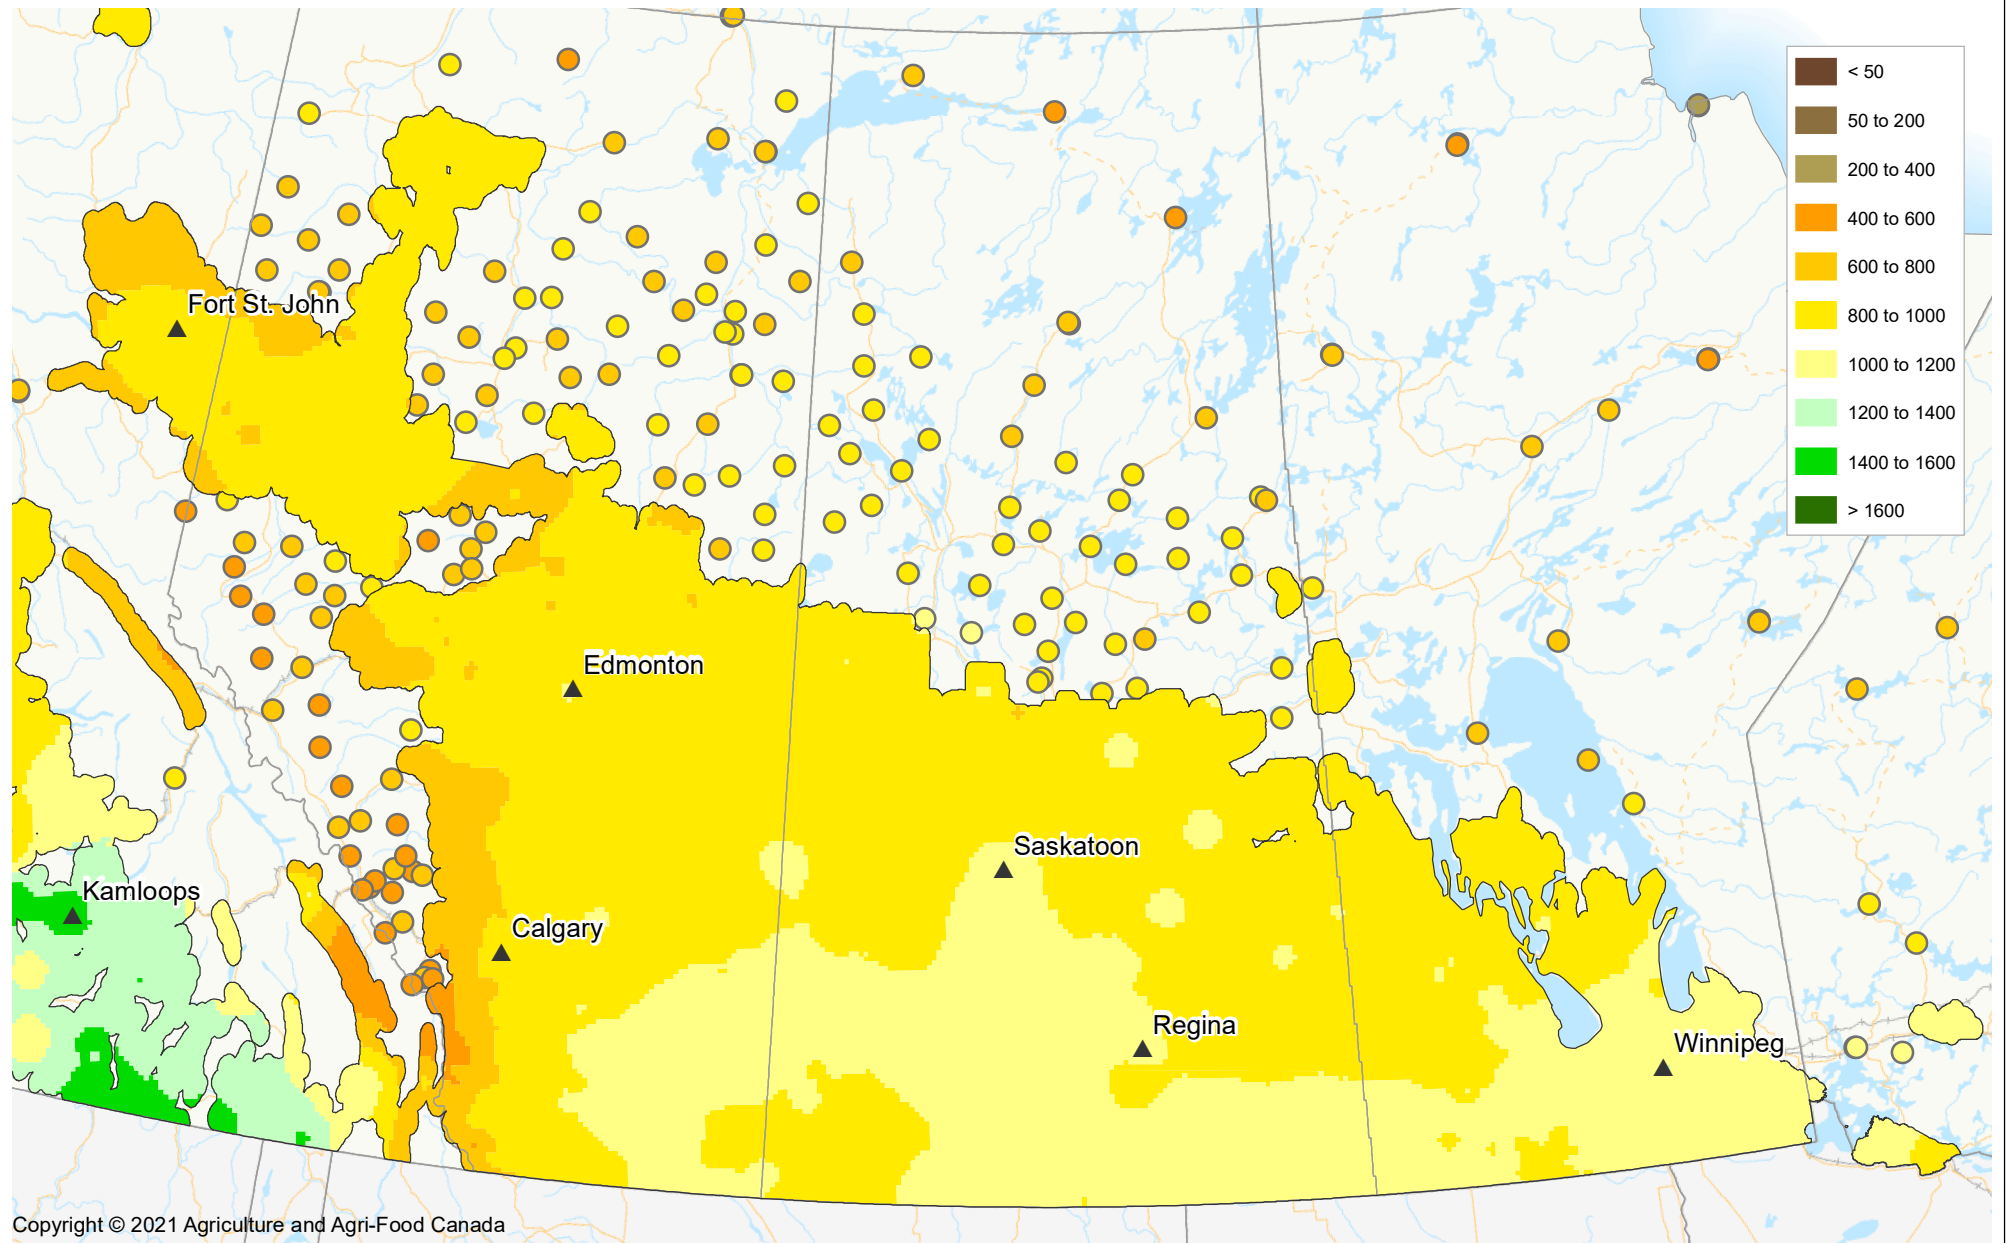 < 50
50 to 200
200 to 400
400 to 600
600 to 800
800 to 1000
1000 to 1200
1200 to 1400
1400 to 1600
> 1600
Fort St. John
Edmonton
Saskatoon
Kamloops
Calgary
Regina
Winnipeg
Copyright © 2021 Agriculture and Agri-Food Canada